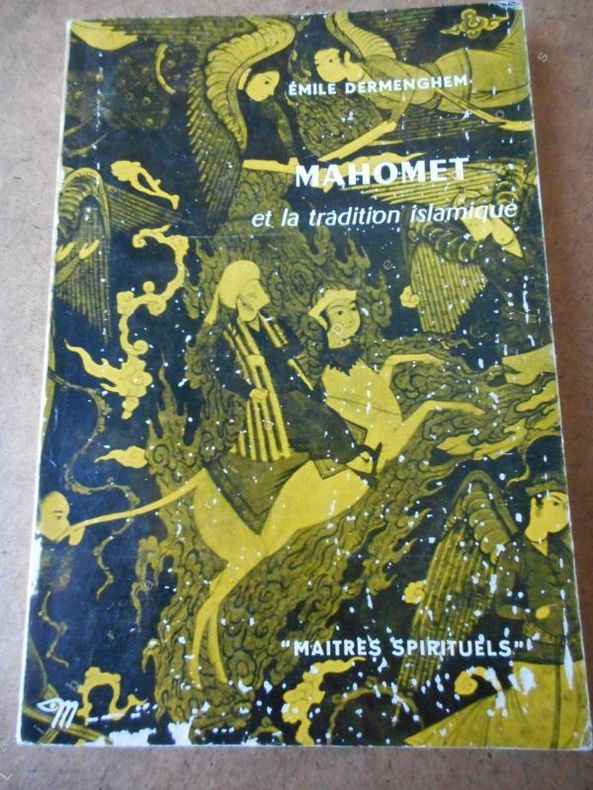 ÉMILE DERMENGHEM
MAHOMET
et la tradition islamique
"MAITRES SPIRITUELS"
m